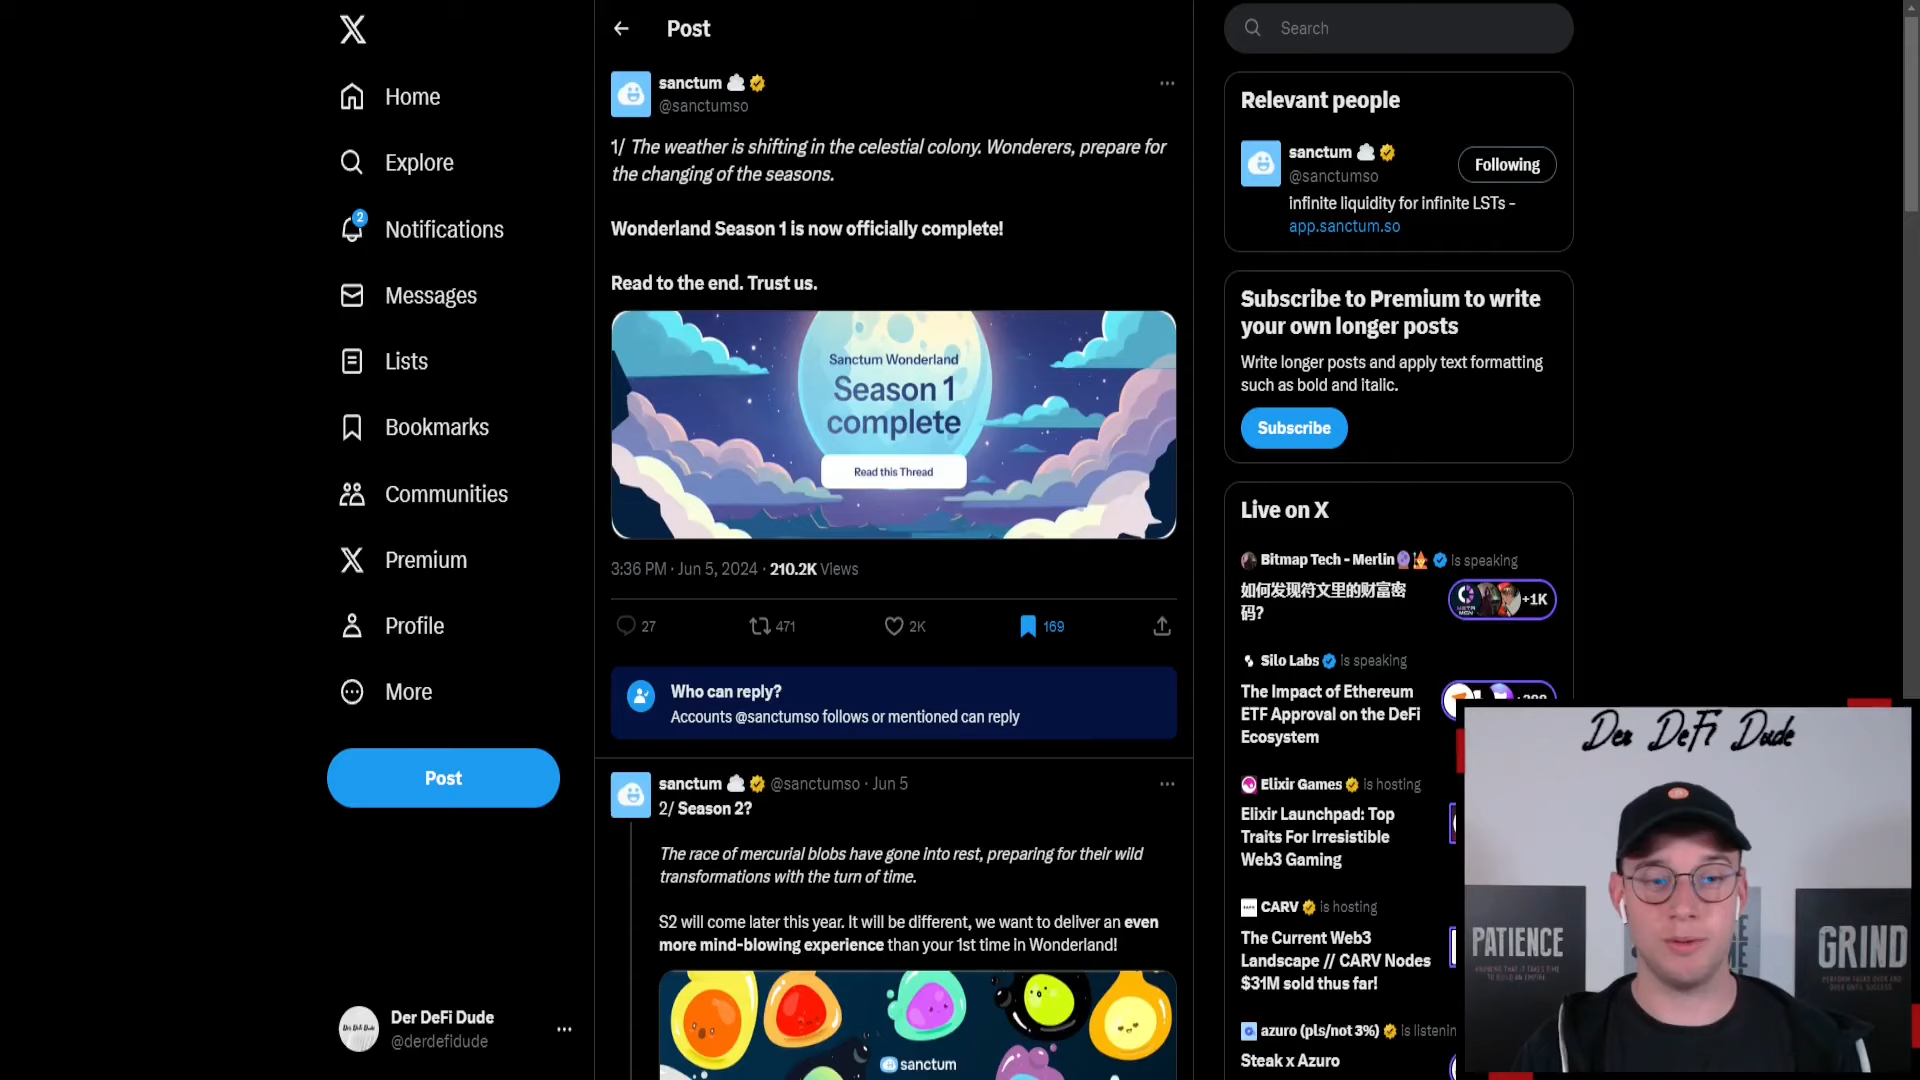 Home
Explore
2
Notifications
Messages
Lists
Bookmarks
Communities
Premium
Profile
More
Post
Der DeFi Dude
@derdefidude
Post
sanctum
@sanctumso
1/ The weather is shifting in the celestial colony. Wonderers, prepare for
the changing of the seasons.
Wonderland Season 1 is now officially complete!
Read to the end. Trust us.
Sanctum Wonderland
Season 1
complete
Read this Thread
3:36 PM · Jun 5, 2024 · 210.2K Views
27
471
2K
169
Who can reply?
Accounts @sanctumso follows or mentioned can reply
sanctum @sanctumso · Jun 5
2/ Season 2?
The race of mercurial blobs have gone into rest, preparing for their wild
transformations with the turn of time.
S2 will come later this year. It will be different, we want to deliver an even
more mind-blowing experience than your 1st time in Wonderland!
sanctum
Search
Relevant people
sanctum
@sanctumso
Following
infinite liquidity for infinite LSTs -
app.sanctum.so
Subscribe to Premium to write
your own longer posts
Write longer posts and apply text formatting
such as bold and italic.
Subscribe
Live on X
Bitmap Tech - Merlin is speaking
如何发现符文里的财富密
码?
+1K
Silo Labs is speaking
The Impact of Ethereum
ETF Approval on the DeFi
Ecosystem
Elixir Games is hosting
Elixir Launchpad: Top
Traits For Irresistible
Web3 Gaming
CARV is hosting
The Current Web3
Landscape // CARV Nodes
$31M sold thus far!
azuro (pls/not 3%) is listenin
Steak x Azuro
Der DeFi Dude
PATIENCE
GRIND